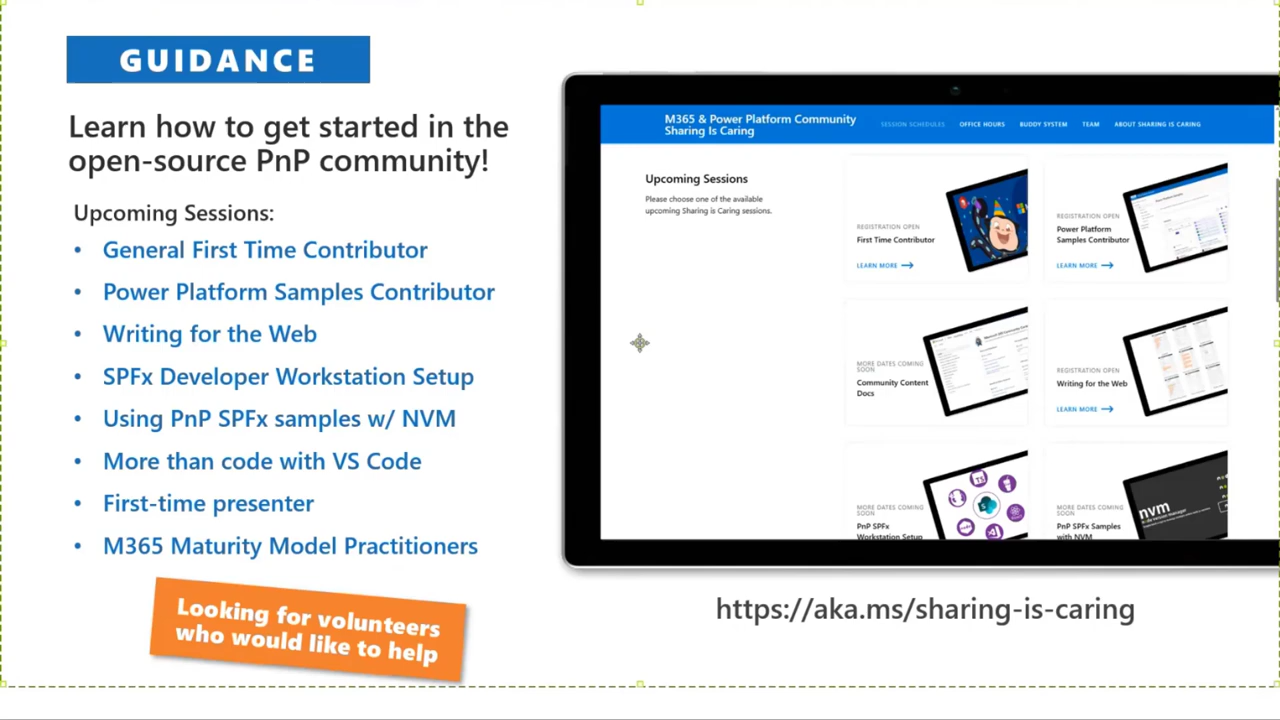 GUIDANCE
Learn how to get started in the
open-source PnP community!
Upcoming Sessions:
• General First Time Contributor
• Power Platform Samples Contributor
• Writing for the Web
• SPFx Developer Workstation Setup
• Using PnP SPFx samples w/ NVM
• More than code with VS Code
• First-time presenter
• M365 Maturity Model Practitioners
Looking for volunteers
who would like to help
M365 & Power Platform Community
Sharing Is Caring
SESSION SCHEDULES
OFFICE HOURS
BUDDY SYSTEM
TEAM
ABOUT SHARING IS CARING
Upcoming Sessions
Please choose one of the available
upcoming Sharing is Caring sessions.
REGISTRATION OPEN
First Time Contributor
LEARN MORE
REGISTRATION OPEN
Power Platform
Samples Contributor
LEARN MORE
MORE DATES COMING
SOON
Community Content
Docs
REGISTRATION OPEN
Writing for the Web
LEARN MORE
MORE DATES COMING
SOON
PnP SPFx
Workstation Setup
MORE DATES COMING
SOON
PnP SPFx Samples
with NVM
nvm
https://aka.ms/sharing-is-caring